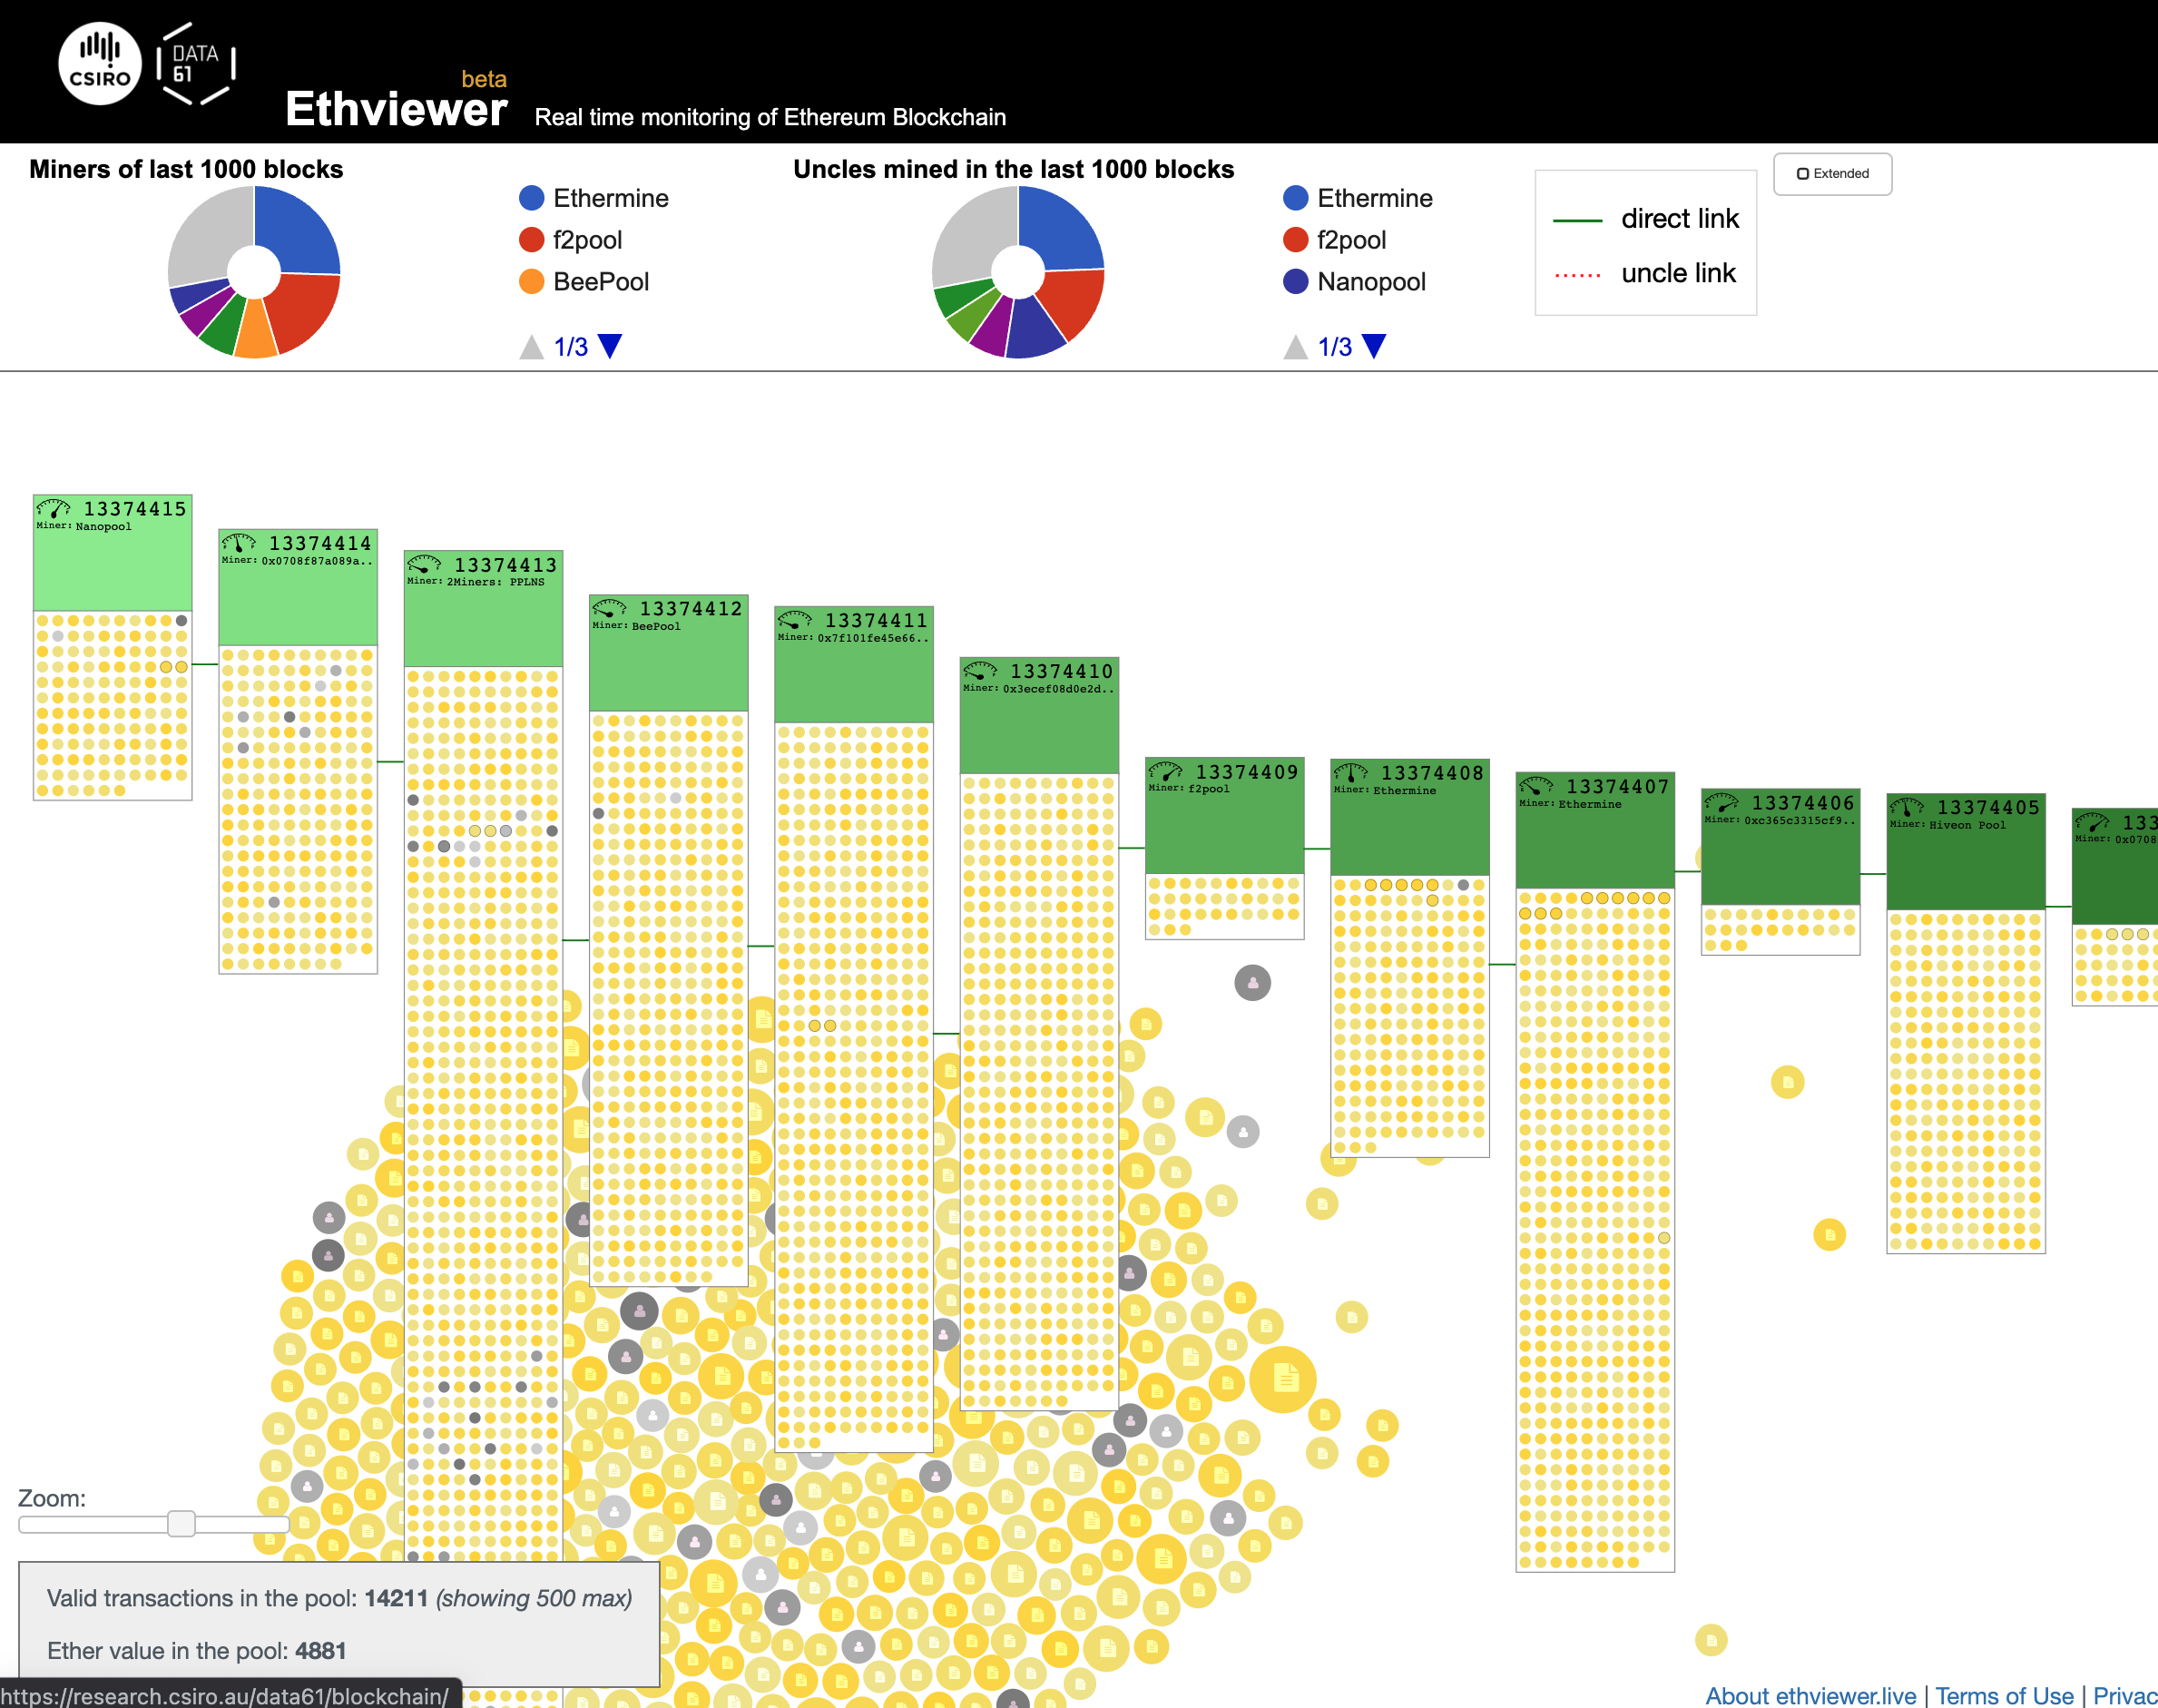 CSIRO
DATA
61
beta
Ethviewer
Real time monitoring of Ethereum Blockchain
Miners of last 1000 blocks
Ethermine
f2pool
BeePool
1/3
Uncles mined in the last 1000 blocks
Ethermine
f2pool
Nanopool
1/3
direct link
uncle link
Extended
13374415
Miner: Nanopool
13374414
Miner: 0x0708f87a089a..
13374413
Miner: 2Miners: PPLNS
13374412
Miner: BeePool
13374411
Miner: 0x7f101fe45e66..
13374410
Miner: 0x3ecef08d0e2d..
13374409
Miner: f2pool
13374408
Miner: Ethermine
13374407
Miner: Ethermine
13374406
Miner: 0xc365c3315cf9..
13374405
Miner: Hiveon Pool
133
Miner: 0x0708
Zoom:
Valid transactions in the pool: 14211 (showing 500 max)
Ether value in the pool: 4881
https://research.csiro.au/data61/blockchain/
About ethviewer.live | Terms of Use | Privac